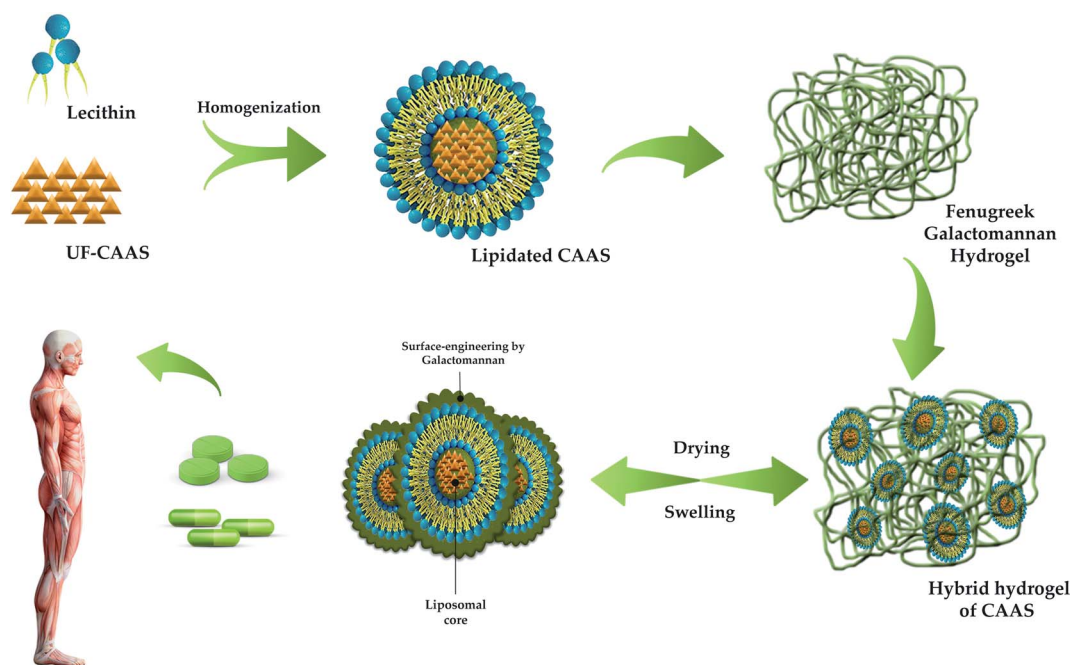 Lecithin
Homogenization
UF-CAAS
Lipidated CAAS
Fenugreek
Galactomannan
Hydrogel
Surface-engineering by
Galactomannan
Liposomal
core
Drying
Swelling
Hybrid hydrogel
of CAAS